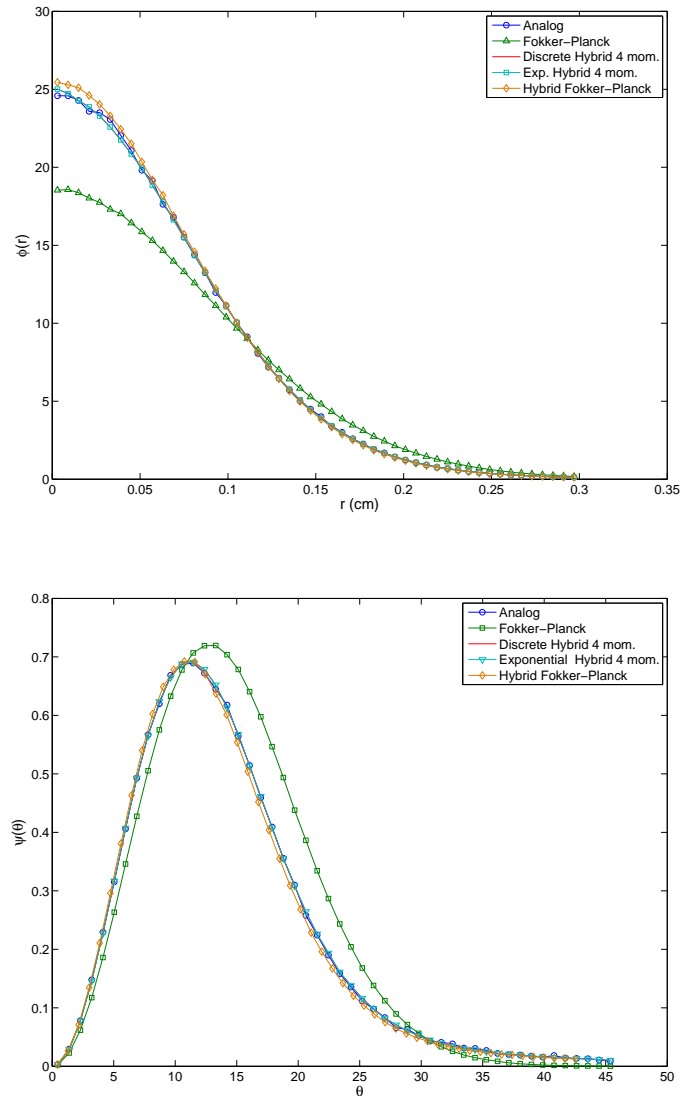 30
25
20
15
10
5
0
0
0.05
0.1
0.15
0.2
0.25
0.3
0.35
r (cm)
ϕ(r)
Analog
Fokker−Planck
Discrete Hybrid 4 mom.
Exp. Hybrid 4 mom.
Hybrid Fokker−Planck
0.8
0.7
0.6
0.5
0.4
0.3
0.2
0.1
0
0
5
10
15
20
25
30
35
40
45
50
θ
ψ(θ)
Analog
Fokker−Planck
Discrete Hybrid 4 mom.
Exponential Hybrid 4 mom.
Hybrid Fokker−Planck